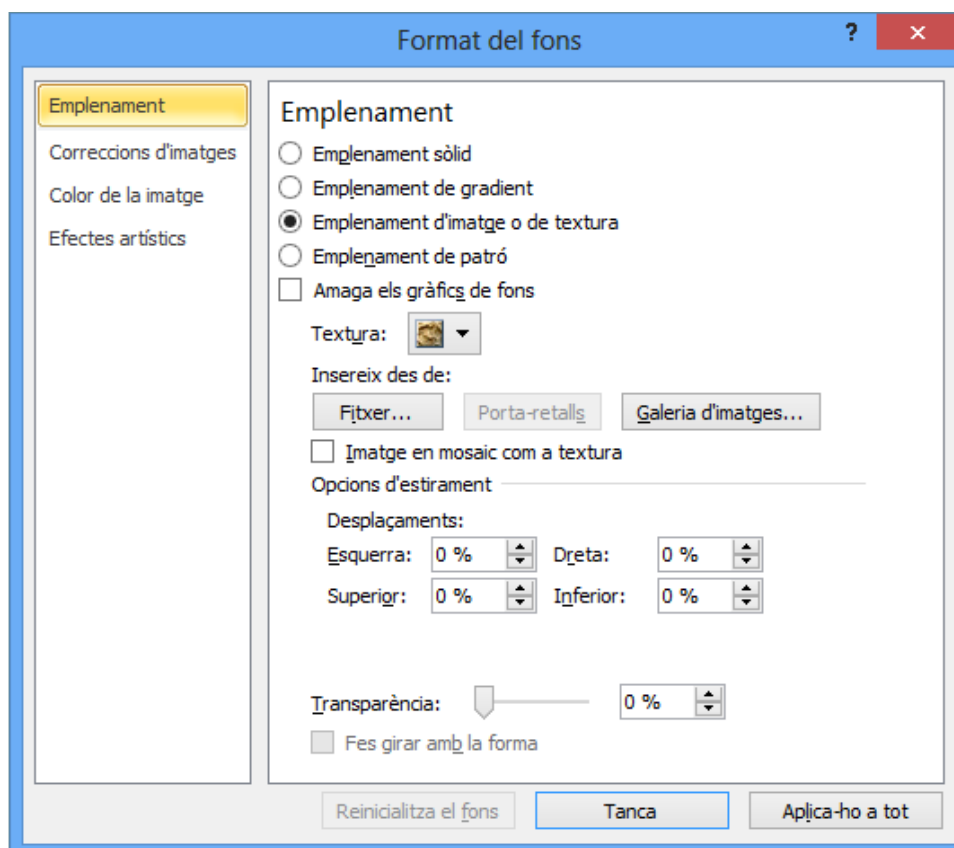 Format del fons
?
Emplenament
Correccions d'imatges
Color de la imatge
Efectes artístics
Emplenament
Emplenament sòlid
Emplenament de gradient
Emplenament d'imatge o de textura
Emplenament de patró
Amaga els gràfics de fons
Textura:
Insereix des de:
Fitxer... Porta-retalls Galeria d'imatges...
Imatge en mosaic com a textura
Opcions d'estirament
Desplaçaments:
Esquerra: 0 % Dreta: 0 %
Superior: 0 % Inferior: 0 %
Transparència: 0 %
Fes girar amb la forma
Reinicialitza el fons Tanca Aplica-ho a tot